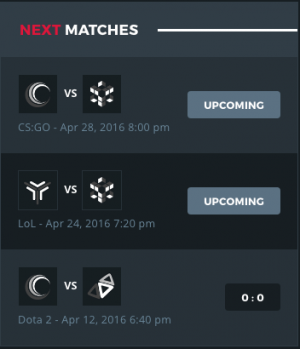 NEXT MATCHES
VS
UPCOMING
CS:GO - Apr 28, 2016 8:00 pm
VS
UPCOMING
LoL - Apr 24, 2016 7:20 pm
VS
0 : 0
Dota 2 - Apr 12, 2016 6:40 pm